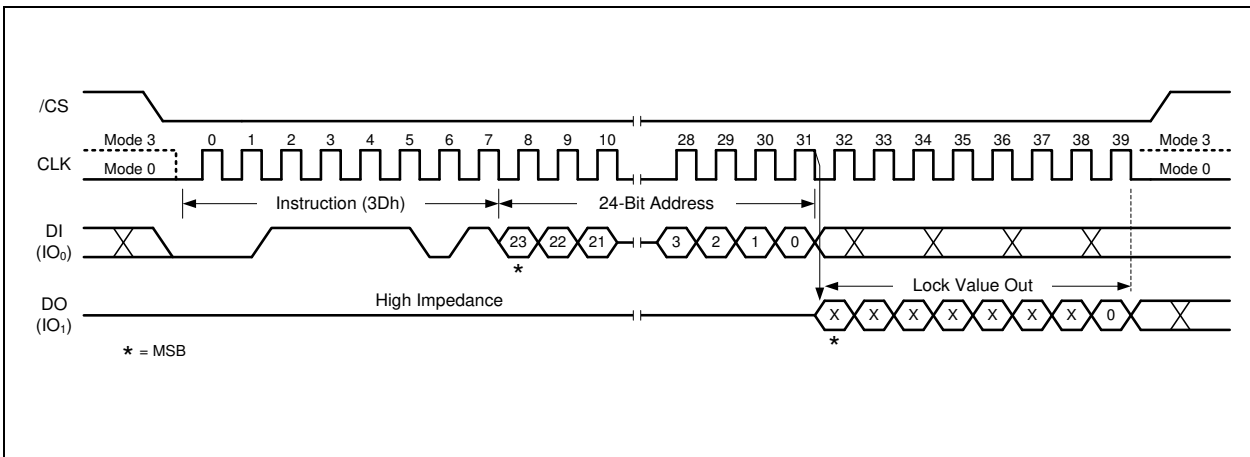 /CS
Mode 3 0 1 2 3 4 5 6 7 8 9 10 28 29 30 31 32 33 34 35 36 37 38 39 Mode 3
CLK
Mode 0 Mode 0
Instruction (3Dh) 24-Bit Address
DI
(IO₀)
23 22 21 3 2 1 0
*
Lock Value Out
High Impedance
DO
(IO₁)
X X X X X X X 0
*
* = MSB